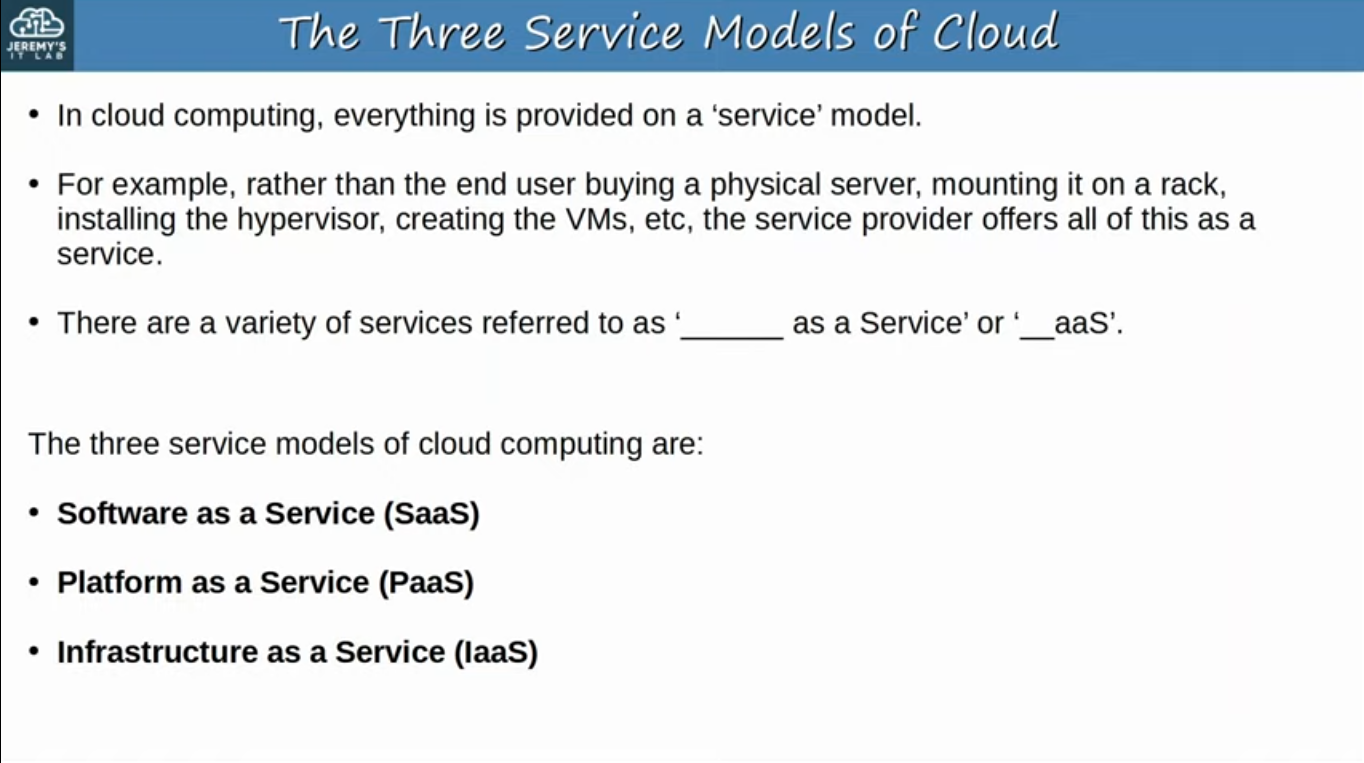 JEREMY'S
IT LAB
The Three Service Models of Cloud
• In cloud computing, everything is provided on a ‘service’ model.
• For example, rather than the end user buying a physical server, mounting it on a rack,
installing the hypervisor, creating the VMs, etc, the service provider offers all of this as a
service.
• There are a variety of services referred to as ‘______ as a Service’ or ‘__aaS’.
The three service models of cloud computing are:
• Software as a Service (SaaS)
• Platform as a Service (PaaS)
• Infrastructure as a Service (IaaS)